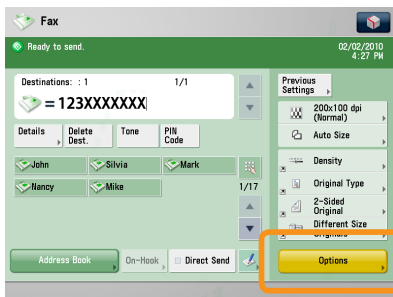 Fax
Ready to send.
02/02/2010
4:27 PM
Destinations: : 1
1/1
= 123XXXXXXX
Details
Delete
Dest.
Tone
PIN
Code
John
Silvia
Mark
Nancy
Mike
1/17
Address Book
On-Hook
Direct Send
Previous
Settings
200x100 dpi
(Normal)
Auto Size
Density
Original Type
2-Sided
Original
Different Size
Originals
Options